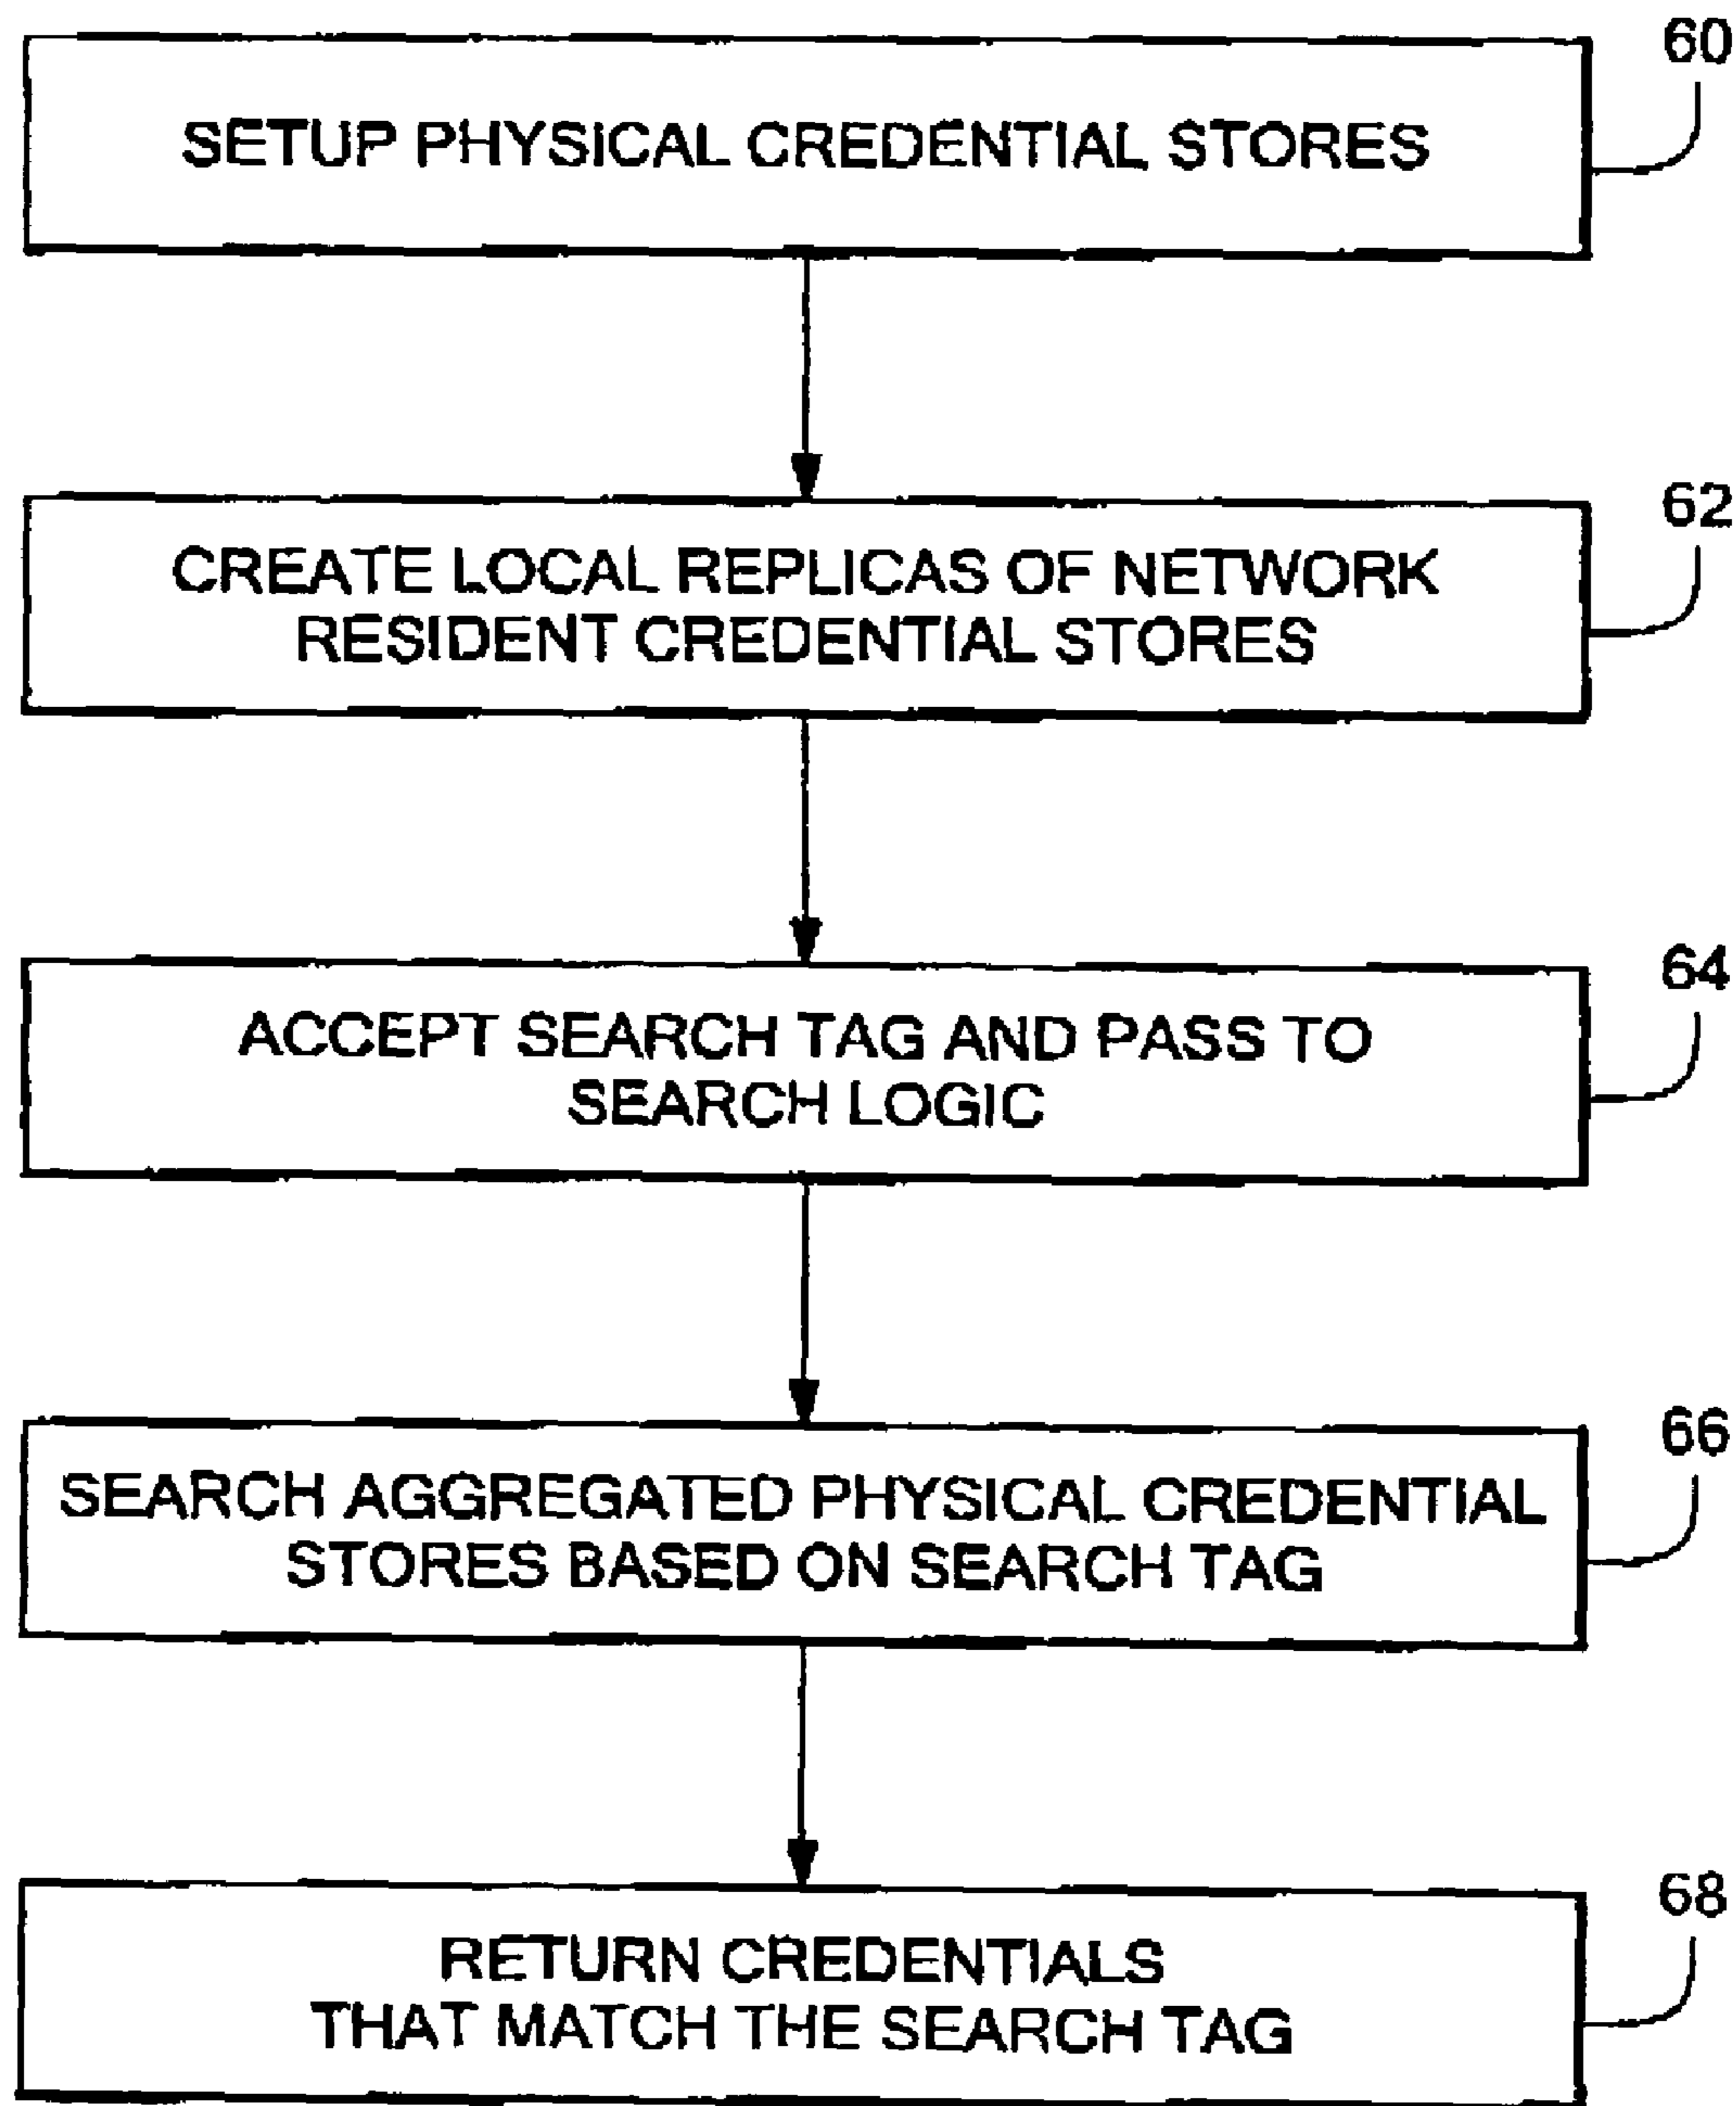 60
SETUP PHYSICAL CREDENTIAL STORES
62
CREATE LOCAL REPLICAS OF NETWORK
RESIDENT CREDENTIAL STORES
64
ACCEPT SEARCH TAG AND PASS TO
SEARCH LOGIC
66
SEARCH AGGREGATED PHYSICAL CREDENTIAL
STORES BASED ON SEARCH TAG
68
RETURN CREDENTIALS
THAT MATCH THE SEARCH TAG